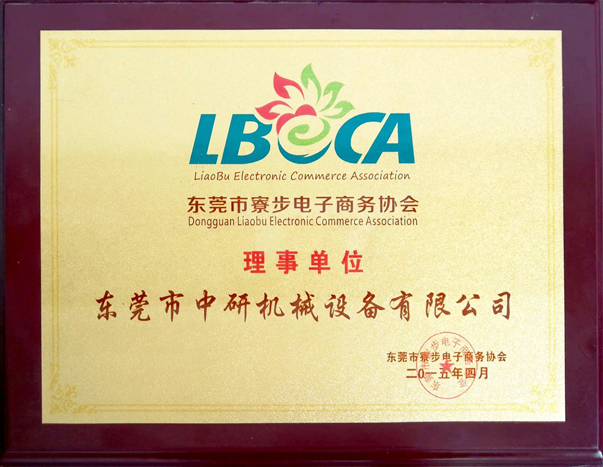 LBECA
LiaoBu Electronic Commerce Association
东莞市寮步电子商务协会
Dongguan Liaobu Electronic Commerce Association
理事单位
东莞市中研机械设备有限公司
东莞市寮步电子商务协会
二0一五年四月